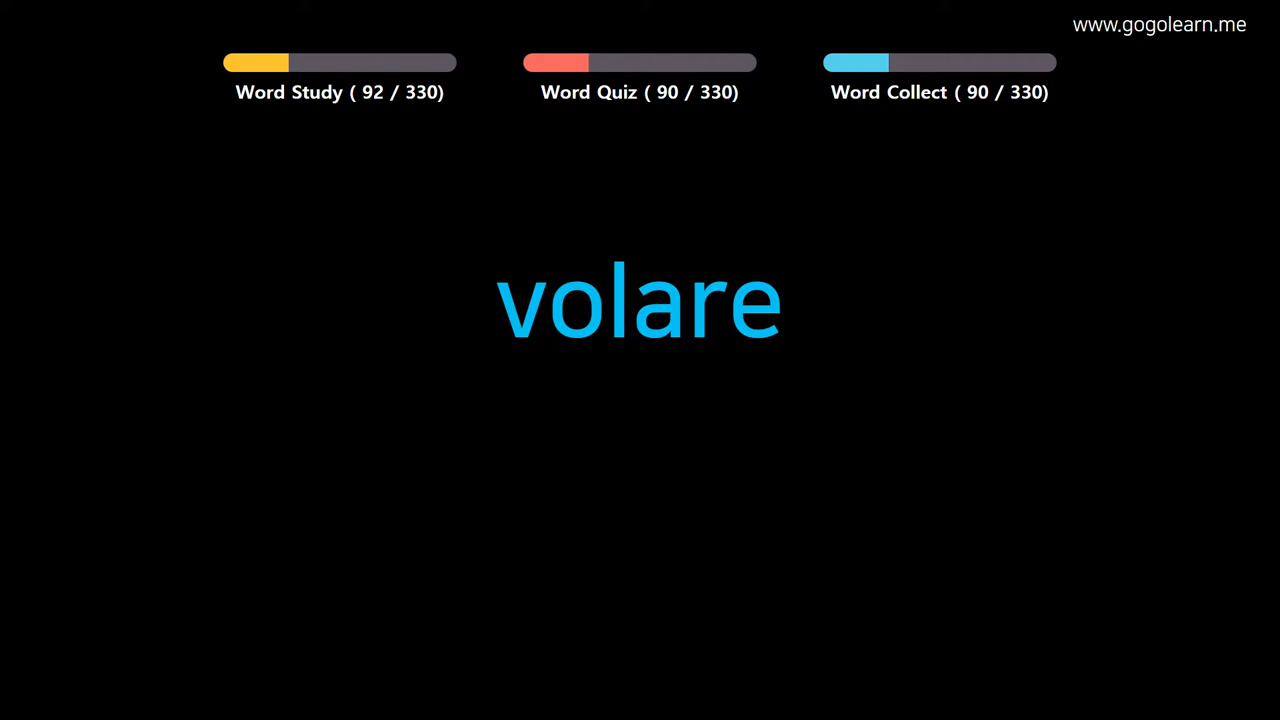 www.gogolearn.me
Word Study ( 92 / 330)
Word Quiz ( 90 / 330)
Word Collect ( 90 / 330)
volare